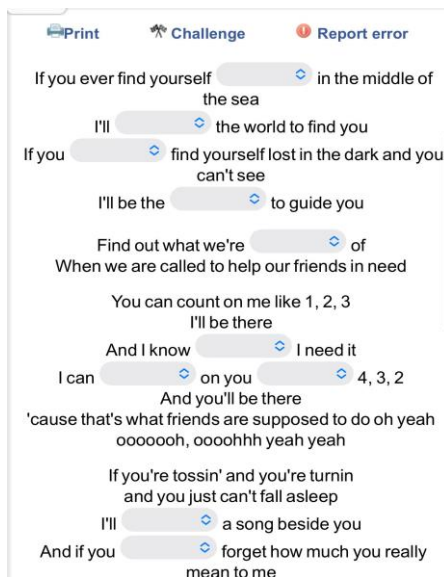 Print Challenge Report error
If you ever find yourself in the middle of
the sea
I'll the world to find you
If you find yourself lost in the dark and you
can't see
I'll be the to guide you
Find out what we're of
When we are called to help our friends in need
You can count on me like 1, 2, 3
I'll be there
And I know I need it
I can on you 4, 3, 2
And you'll be there
'cause that's what friends are supposed to do oh yeah
ooooooh, oooohhh yeah yeah
If you're tossin' and you're turnin
and you just can't fall asleep
I'll a song beside you
And if you forget how much you really
mean to me